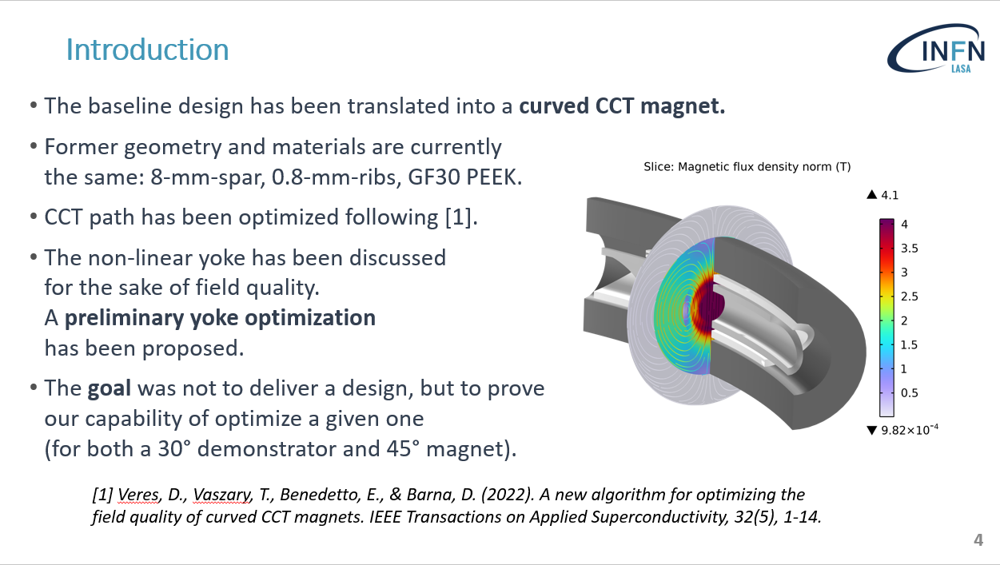 Introduction
INFN
LASA
• The baseline design has been translated into a curved CCT magnet.
• Former geometry and materials are currently
the same: 8-mm-spar, 0.8-mm-ribs, GF30 PEEK.
• CCT path has been optimized following [1].
• The non-linear yoke has been discussed
for the sake of field quality.
A preliminary yoke optimization
has been proposed.
• The goal was not to deliver a design, but to prove
our capability of optimize a given one
(for both a 30° demonstrator and 45° magnet).
Slice: Magnetic flux density norm (T)
▲ 4.1
4
3.5
3
2.5
2
1.5
1
0.5
▼ 9.82×10⁻⁴
[1] Veres, D., Vaszary, T., Benedetto, E., & Barna, D. (2022). A new algorithm for optimizing the
field quality of curved CCT magnets. IEEE Transactions on Applied Superconductivity, 32(5), 1-14.
4